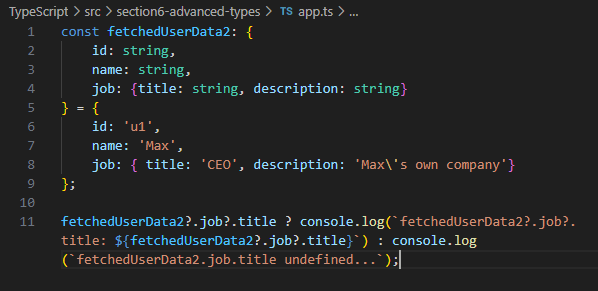 TypeScript > src > section6-advanced-types > TS app.ts > ...
1 const fetchedUserData2: {
2     id: string,
3     name: string,
4     job: {title: string, description: string}
5 } = {
6     id: 'u1',
7     name: 'Max',
8     job: { title: 'CEO', description: 'Max\'s own company'}
9 };
10
11 fetchedUserData2?.job?.title ? console.log(`fetchedUserData2?.job?.
title: ${fetchedUserData2?.job?.title}`) : console.log
(`fetchedUserData2.job.title undefined...`);